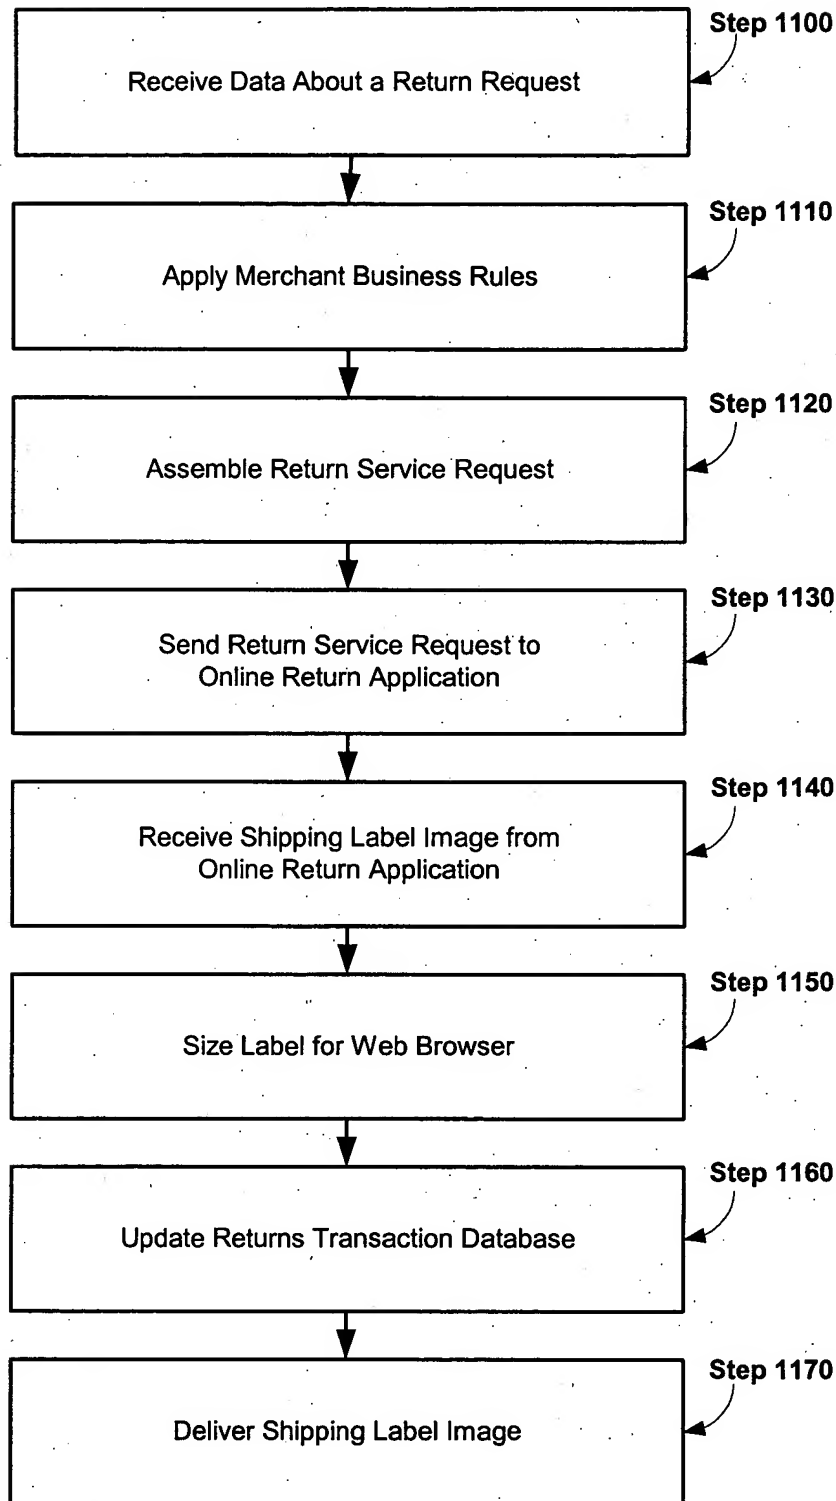 Step 1100
Receive Data About a Return Request
Step 1110
Apply Merchant Business Rules
Step 1120
Assemble Return Service Request
Step 1130
Send Return Service Request to
Online Return Application
Step 1140
Receive Shipping Label Image from
Online Return Application
Step 1150
Size Label for Web Browser
Step 1160
Update Returns Transaction Database
Step 1170
Deliver Shipping Label Image